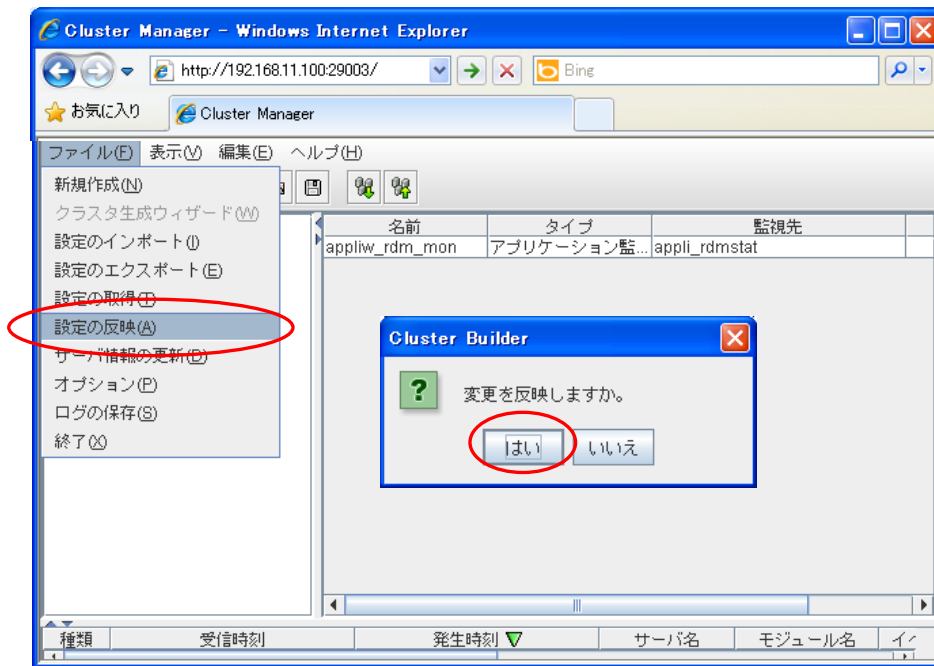 Cluster Manager - Windows Internet Explorer
http://192.168.11.100:29003/
Bing
お気に入り
Cluster Manager
ファイル(F) 表示(V) 編集(E) ヘルプ(H)
新規作成(N)
クラスタ生成ウィザード(W)
設定のインポート(I)
設定のエクスポート(E)
設定の取得(T)
設定の反映(A)
サーバ情報の更新(D)
オプション(P)
ログの保存(S)
終了(X)
名前 タイプ 監視先
appliw_rdm_mon アプリケーション監... appli_rdmstat
Cluster Builder
変更を反映しますか。
はい いいえ
種類 受信時刻 発生時刻 サーバ名 モジュール名